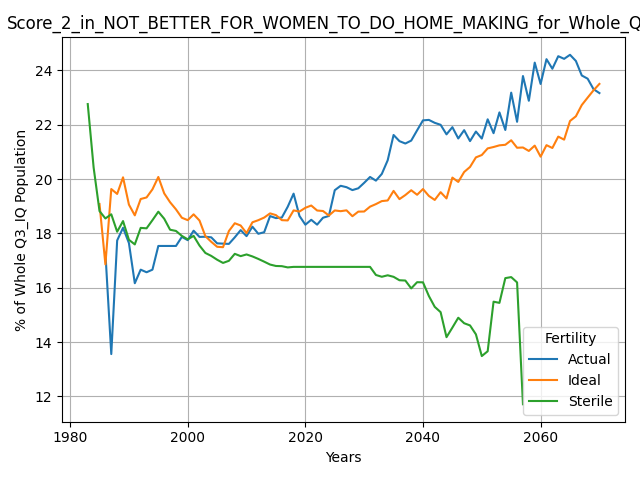 Score_2_in_NOT_BETTER_FOR_WOMEN_TO_DO_HOME_MAKING_for_Whole_Q
24
22
20
18
16
14
12
% of Whole Q3_IQ Population
1980
2000
2020
2040
2060
Years
Fertility
Actual
Ideal
Sterile